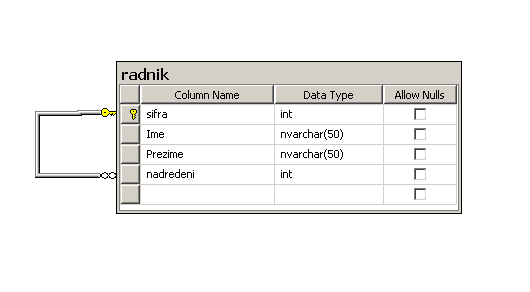 radnik
Column Name Data Type Allow Nulls
sifra int
Ime nvarchar(50)
Prezime nvarchar(50)
nadredeni int